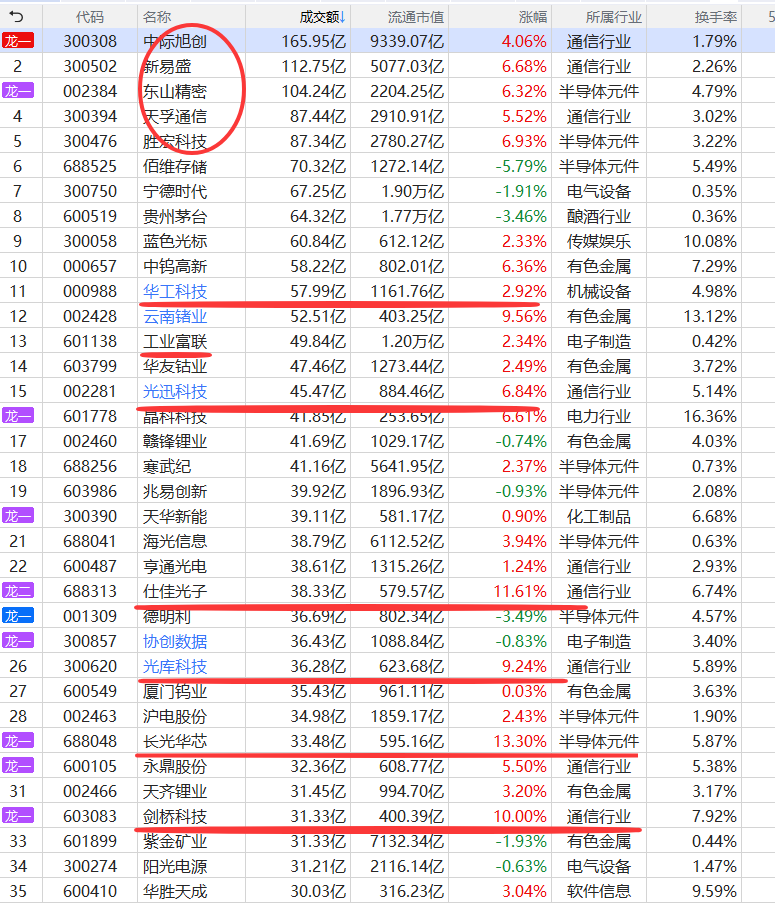 代码 名称 成交额↓ 流通市值 涨幅 所属行业 换手率 5
龙一 300308 中际旭创 165.95亿 9339.07亿 4.06% 通信行业 1.79%
2 300502 新易盛 112.75亿 5077.03亿 6.68% 通信行业 2.26%
龙一 002384 东山精密 104.24亿 2204.25亿 6.32% 半导体元件 4.79%
4 300394 天孚通信 87.44亿 2910.91亿 5.52% 通信行业 3.02%
5 300476 胜宏科技 87.34亿 2780.27亿 6.93% 半导体元件 3.22%
6 688525 佰维存储 70.32亿 1272.14亿 -5.79% 半导体元件 5.49%
7 300750 宁德时代 67.25亿 1.90万亿 -1.91% 电气设备 0.35%
8 600519 贵州茅台 64.32亿 1.77万亿 -3.46% 酿酒行业 0.36%
9 300058 蓝色光标 60.84亿 612.12亿 2.33% 传媒娱乐 10.08%
10 000657 中钨高新 58.22亿 802.01亿 6.36% 有色金属 7.29%
11 000988 华工科技 57.99亿 1161.76亿 2.92% 机械设备 4.98%
12 002428 云南锗业 52.51亿 403.25亿 9.56% 有色金属 13.12%
13 601138 工业富联 49.84亿 1.20万亿 2.34% 电子制造 0.42%
14 603799 华友钴业 47.46亿 1273.44亿 2.49% 有色金属 3.72%
15 002281 光迅科技 45.47亿 884.46亿 6.84% 通信行业 5.14%
龙一 601778 晶科科技 41.85亿 253.65亿 6.61% 电力行业 16.36%
17 002460 赣锋锂业 41.69亿 1029.17亿 -0.74% 有色金属 4.03%
18 688256 寒武纪 41.16亿 5641.95亿 2.37% 半导体元件 0.73%
19 603986 兆易创新 39.92亿 1896.93亿 -0.93% 半导体元件 2.08%
龙一 300390 天华新能 39.11亿 581.17亿 0.90% 化工制品 6.68%
21 688041 海光信息 38.79亿 6112.52亿 3.94% 半导体元件 0.63%
22 600487 亨通光电 38.61亿 1315.26亿 1.24% 通信行业 2.93%
龙二 688313 仕佳光子 38.33亿 579.57亿 11.61% 通信行业 6.74%
龙一 001309 德明利 36.69亿 802.34亿 -3.49% 半导体元件 4.57%
龙一 300857 协创数据 36.43亿 1088.84亿 -0.83% 电子制造 3.40%
26 300620 光库科技 36.28亿 623.68亿 9.24% 通信行业 5.89%
27 600549 厦门钨业 35.43亿 961.11亿 0.03% 有色金属 3.63%
28 002463 沪电股份 34.98亿 1859.17亿 2.43% 半导体元件 1.90%
龙一 688048 长光华芯 33.48亿 595.16亿 13.30% 半导体元件 5.87%
龙一 600105 永鼎股份 32.36亿 608.77亿 5.50% 通信行业 5.38%
31 002466 天齐锂业 31.45亿 994.70亿 3.20% 有色金属 3.17%
龙一 603083 剑桥科技 31.33亿 400.39亿 10.00% 通信行业 7.92%
33 601899 紫金矿业 31.33亿 7132.34亿 -1.93% 有色金属 0.44%
34 300274 阳光电源 31.21亿 2116.14亿 -0.63% 电气设备 1.47%
35 600410 华胜天成 30.03亿 316.23亿 3.04% 软件信息 9.59%